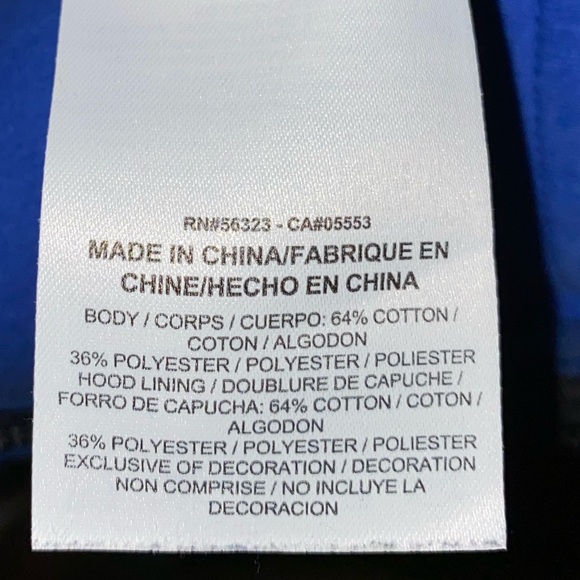 RN#56323 - CA#05553
MADE IN CHINA/FABRIQUE EN
CHINE/HECHO EN CHINA
BODY / CORPS / CUERPO: 64% COTTON /
COTON / ALGODON
36% POLYESTER / POLYESTER / POLIESTER
HOOD LINING / DOUBLURE DE CAPUCHE /
FORRO DE CAPUCHA: 64% COTTON / COTON /
ALGODON
36% POLYESTER / POLYESTER / POLIESTER
EXCLUSIVE OF DECORATION / DECORATION
NON COMPRISE / NO INCLUYE LA
DECORACION